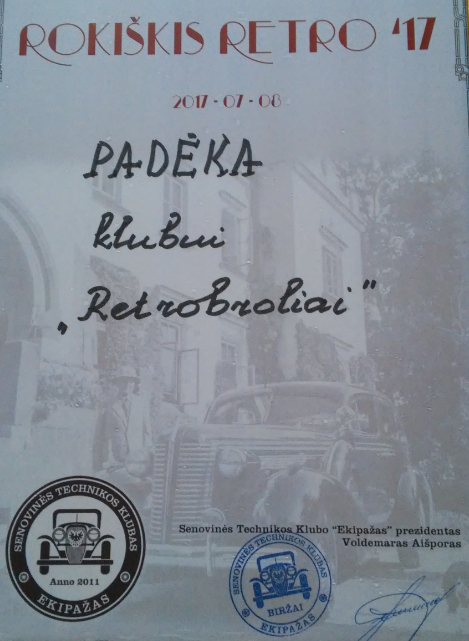 ROKIŠKIS RETRO '17
2017-07-08
PADĖKA
klubui
„Retrobroliai"
Senovinės Technikos Klubo "Ekipažas" prezidentas
Voldemaras Aišporas
SENOVINĖS TECHNIKOS KLUBAS
Anno 2011
EKIPAŽAS
SENOVINĖS TECHNIKOS KLUBAS
BIRŽAI
EKIPAŽAS